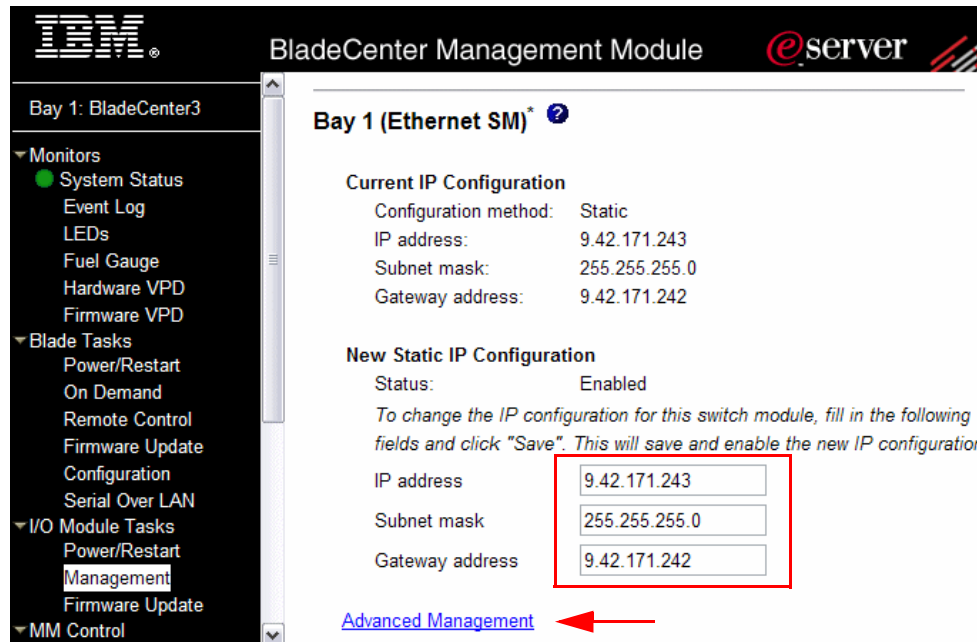 IBM®
BladeCenter Management Module
eserver
Bay 1: BladeCenter3
Monitors
System Status
Event Log
LEDs
Fuel Gauge
Hardware VPD
Firmware VPD
Blade Tasks
Power/Restart
On Demand
Remote Control
Firmware Update
Configuration
Serial Over LAN
I/O Module Tasks
Power/Restart
Management
Firmware Update
MM Control
Bay 1 (Ethernet SM)* ?
Current IP Configuration
Configuration method: Static
IP address: 9.42.171.243
Subnet mask: 255.255.255.0
Gateway address: 9.42.171.242
New Static IP Configuration
Status: Enabled
To change the IP configuration for this switch module, fill in the following
fields and click "Save". This will save and enable the new IP configuration
IP address 9.42.171.243
Subnet mask 255.255.255.0
Gateway address 9.42.171.242
Advanced Management